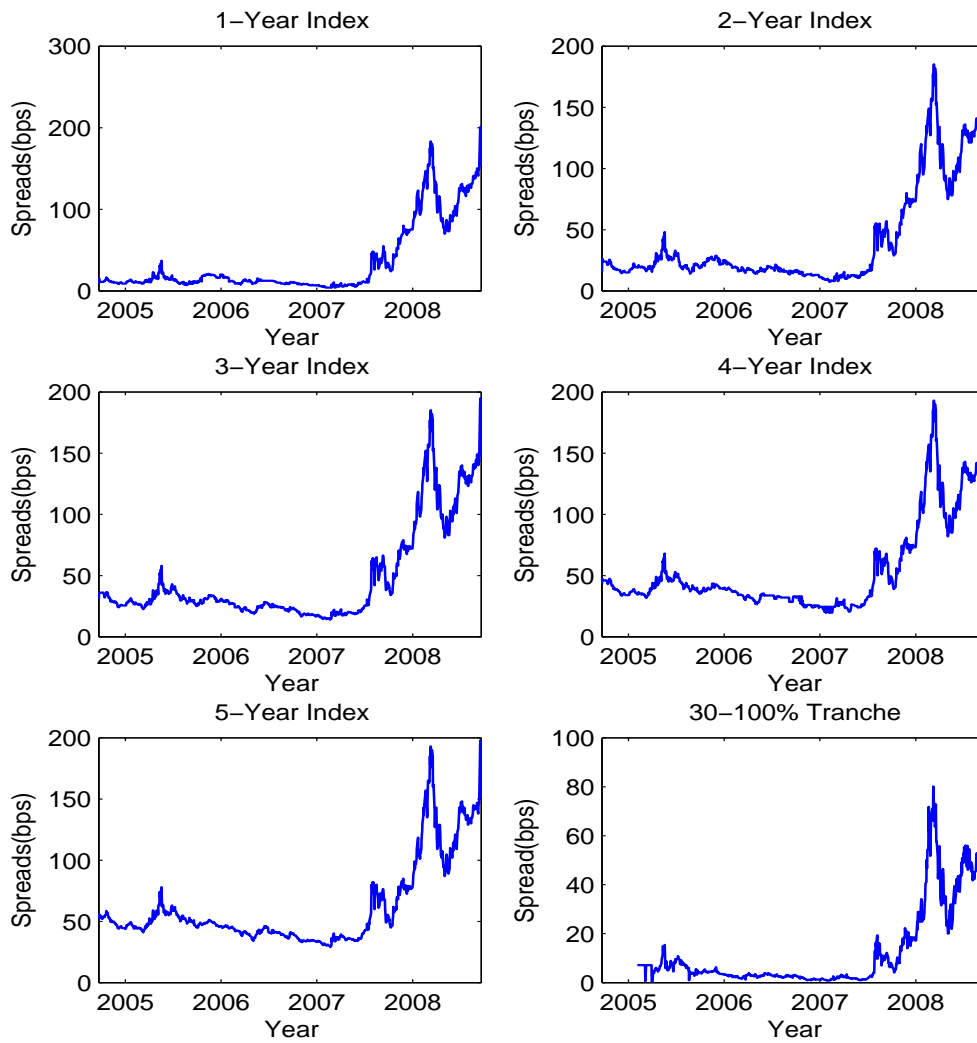 1−Year Index
300
200
100
0
Spreads(bps)
2005 2006 2007 2008
Year
2−Year Index
200
150
100
50
0
Spreads(bps)
2005 2006 2007 2008
Year
3−Year Index
200
150
100
50
0
Spreads(bps)
2005 2006 2007 2008
Year
4−Year Index
200
150
100
50
0
Spreads(bps)
2005 2006 2007 2008
Year
5−Year Index
200
150
100
50
0
Spreads(bps)
2005 2006 2007 2008
Year
30−100% Tranche
100
80
60
40
20
0
Spread(bps)
2005 2006 2007 2008
Year